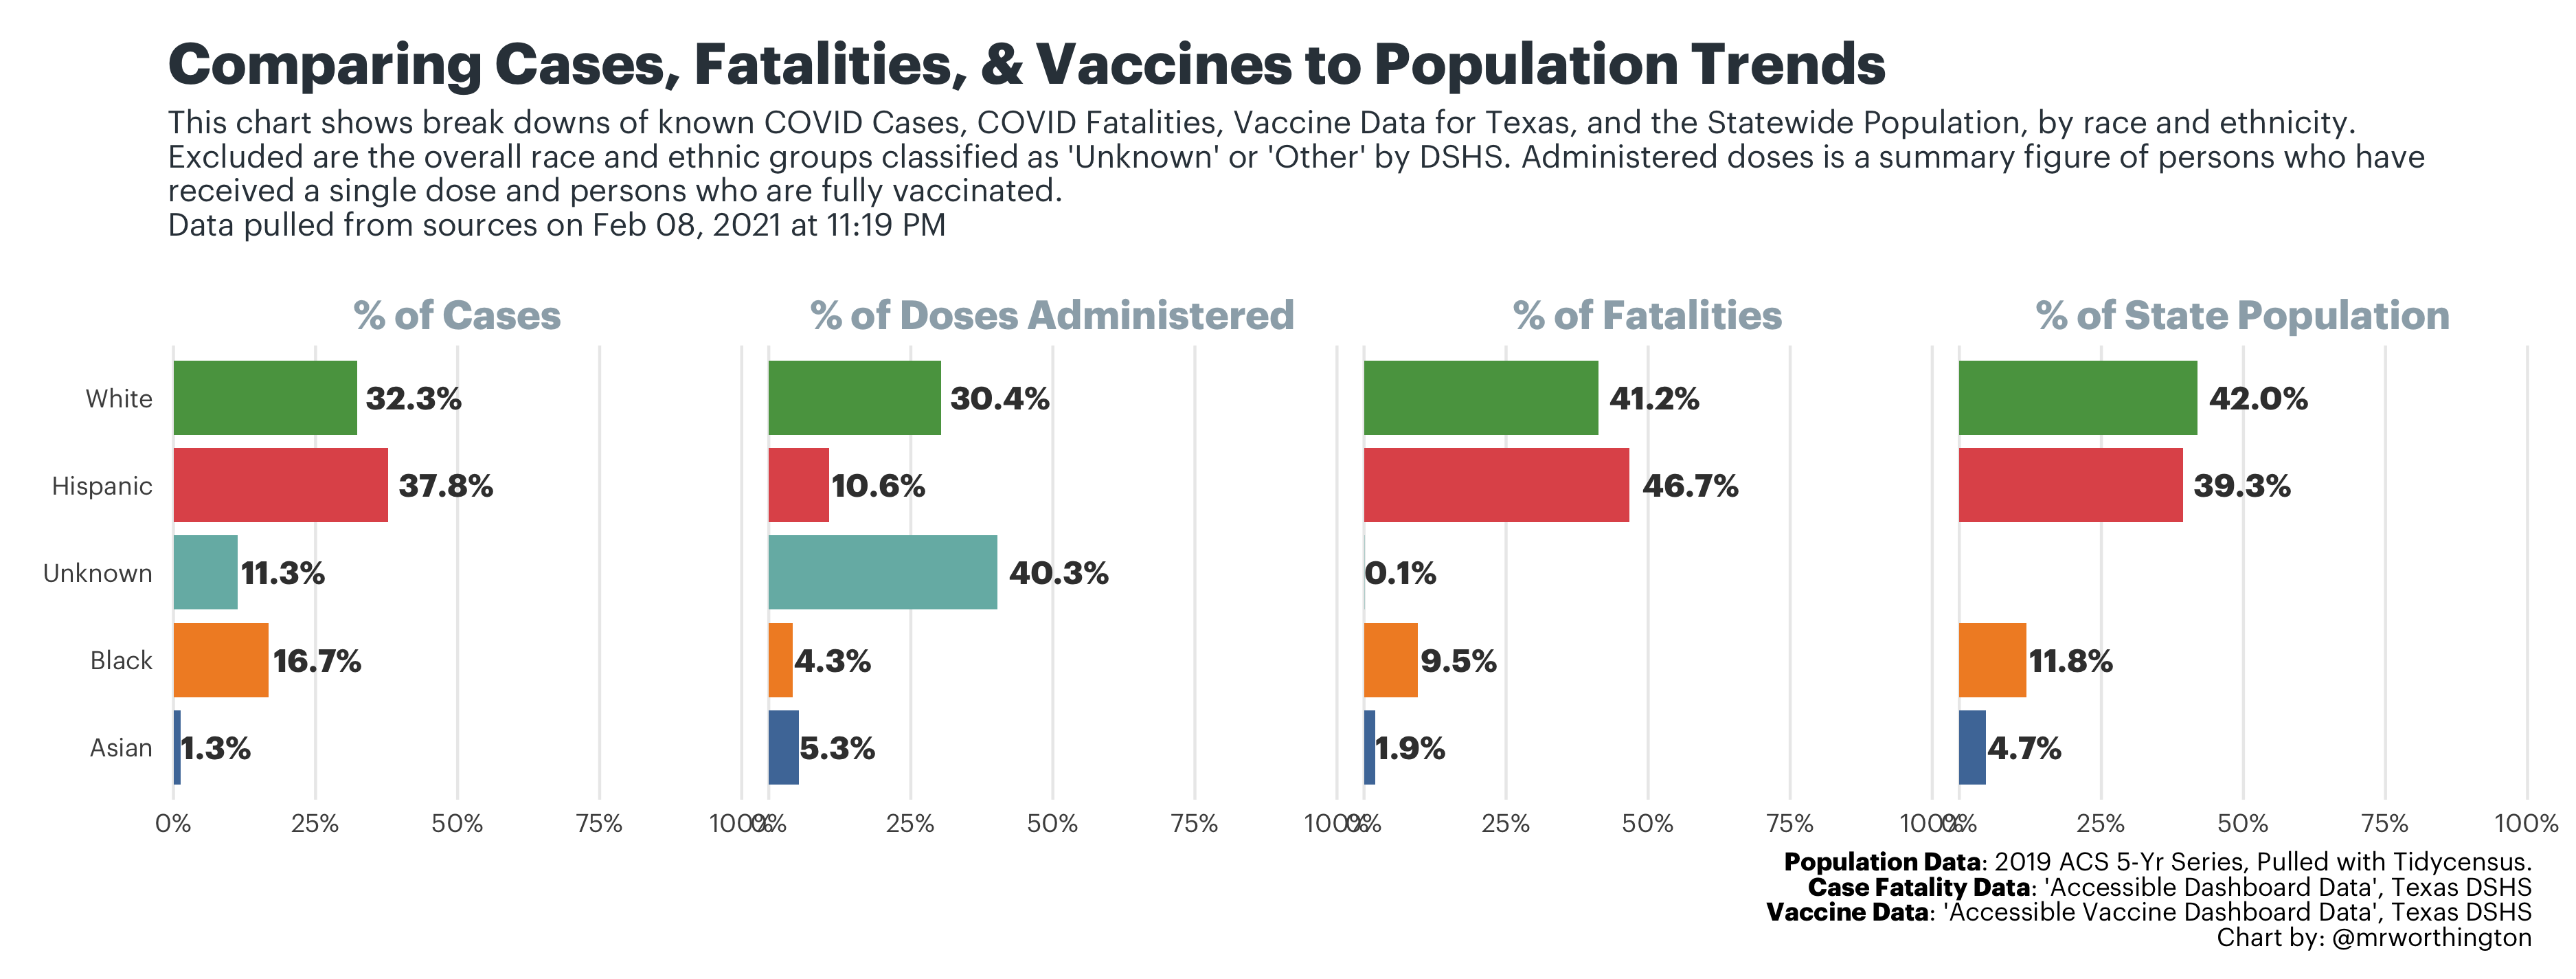 Comparing Cases, Fatalities, & Vaccines to Population Trends
This chart shows break downs of known COVID Cases, COVID Fatalities, Vaccine Data for Texas, and the Statewide Population, by race and ethnicity.
Excluded are the overall race and ethnic groups classified as 'Unknown' or 'Other' by DSHS. Administered doses is a summary figure of persons who have
received a single dose and persons who are fully vaccinated.
Data pulled from sources on Feb 08, 2021 at 11:19 PM
% of Cases % of Doses Administered % of Fatalities % of State Population
White 32.3% 30.4% 41.2% 42.0%
Hispanic 37.8% 10.6% 46.7% 39.3%
Unknown 11.3% 40.3% 0.1%
Black 16.7% 4.3% 9.5% 11.8%
Asian 1.3% 5.3% 1.9% 4.7%
0% 25% 50% 75% 100% 0% 25% 50% 75% 100% 0% 25% 50% 75% 100% 0% 25% 50% 75% 100%
Population Data: 2019 ACS 5-Yr Series, Pulled with Tidycensus.
Case Fatality Data: 'Accessible Dashboard Data', Texas DSHS
Vaccine Data: 'Accessible Vaccine Dashboard Data', Texas DSHS
Chart by: @mrworthington